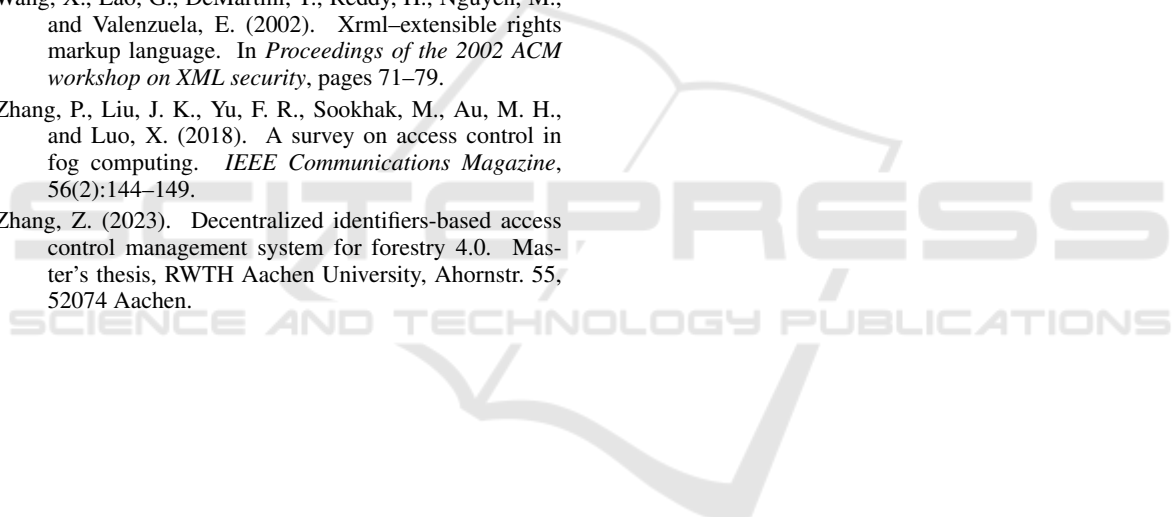 Wang, X., Lao, G., DeMartini, T., Reddy, H., Nguyen, M.,
and Valenzuela, E. (2002). Xrml–extensible rights
markup language. In Proceedings of the 2002 ACM
workshop on XML security, pages 71–79.
Zhang, P., Liu, J. K., Yu, F. R., Sookhak, M., Au, M. H.,
and Luo, X. (2018). A survey on access control in
fog computing. IEEE Communications Magazine,
56(2):144–149.
Zhang, Z. (2023). Decentralized identifiers-based access
control management system for forestry 4.0. Mas-
ter's thesis, RWTH Aachen University, Ahornstr. 55,
52074 Aachen.
SCITEPRESS
SCIENCE AND TECHNOLOGY PUBLICATIONS